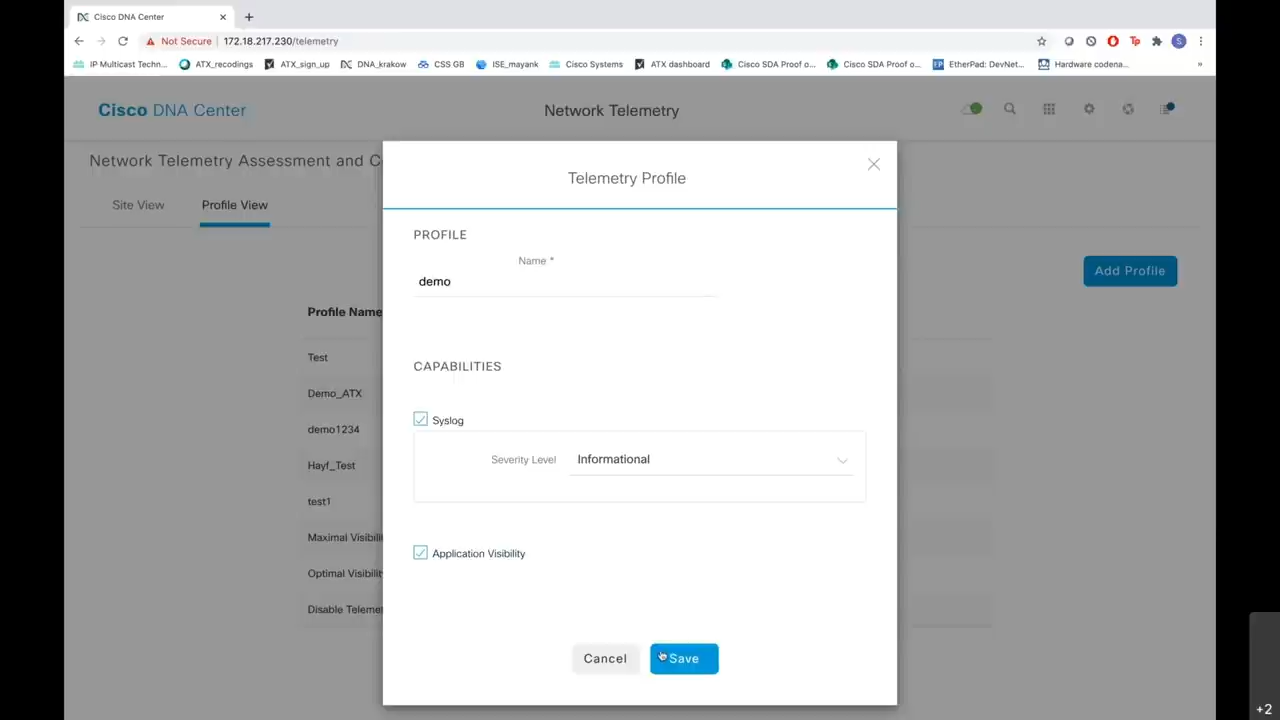 Cisco DNA Center
Not Secure 172.18.217.230/telemetry
IP Multicast Techn... ATX_recodings ATX_sign_up DNA_krakow CSS GB ISE_mayank Cisco Systems ATX dashboard Cisco SDA Proof o... Cisco SDA Proof o... EtherPad: DevNet... Hardware codena... »
Cisco DNA Center Network Telemetry
Network Telemetry Assessment and C
Site View Profile View
Telemetry Profile
PROFILE
Name *
demo
Add Profile
Profile Name
Test
Demo_ATX
demo1234
Hayf_Test
test1
Maximal Visibili
Optimal Visibilit
Disable Teleme
CAPABILITIES
Syslog
Severity Level Informational
Application Visibility
Cancel Save
+2